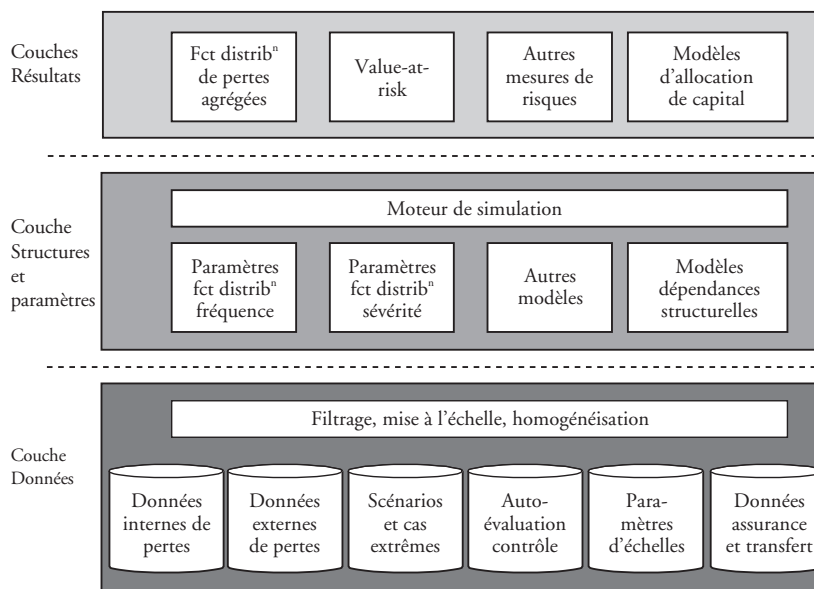 Couches
Résultats
Fct distribⁿ
de pertes
agrégées
Value-at-
risk
Autres
mesures de
risques
Modèles
d'allocation
de capital
Couche
Structures
et
paramètres
Moteur de simulation
Paramètres
fct distribⁿ
fréquence
Paramètres
fct distribⁿ
sévérité
Autres
modèles
Modèles
dépendances
structurelles
Couche
Données
Filtrage, mise à l'échelle, homogénéisation
Données
internes de
pertes
Données
externes
de pertes
Scénarios
et cas
extrêmes
Auto-
évaluation
contrôle
Para-
mètres
d'échelles
Données
assurance
et transfert